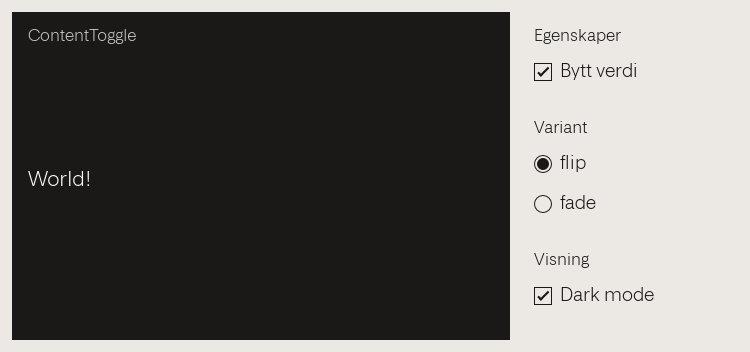 ContentToggle
World!
Egenskaper
Bytt verdi
Variant
flip
fade
Visning
Dark mode